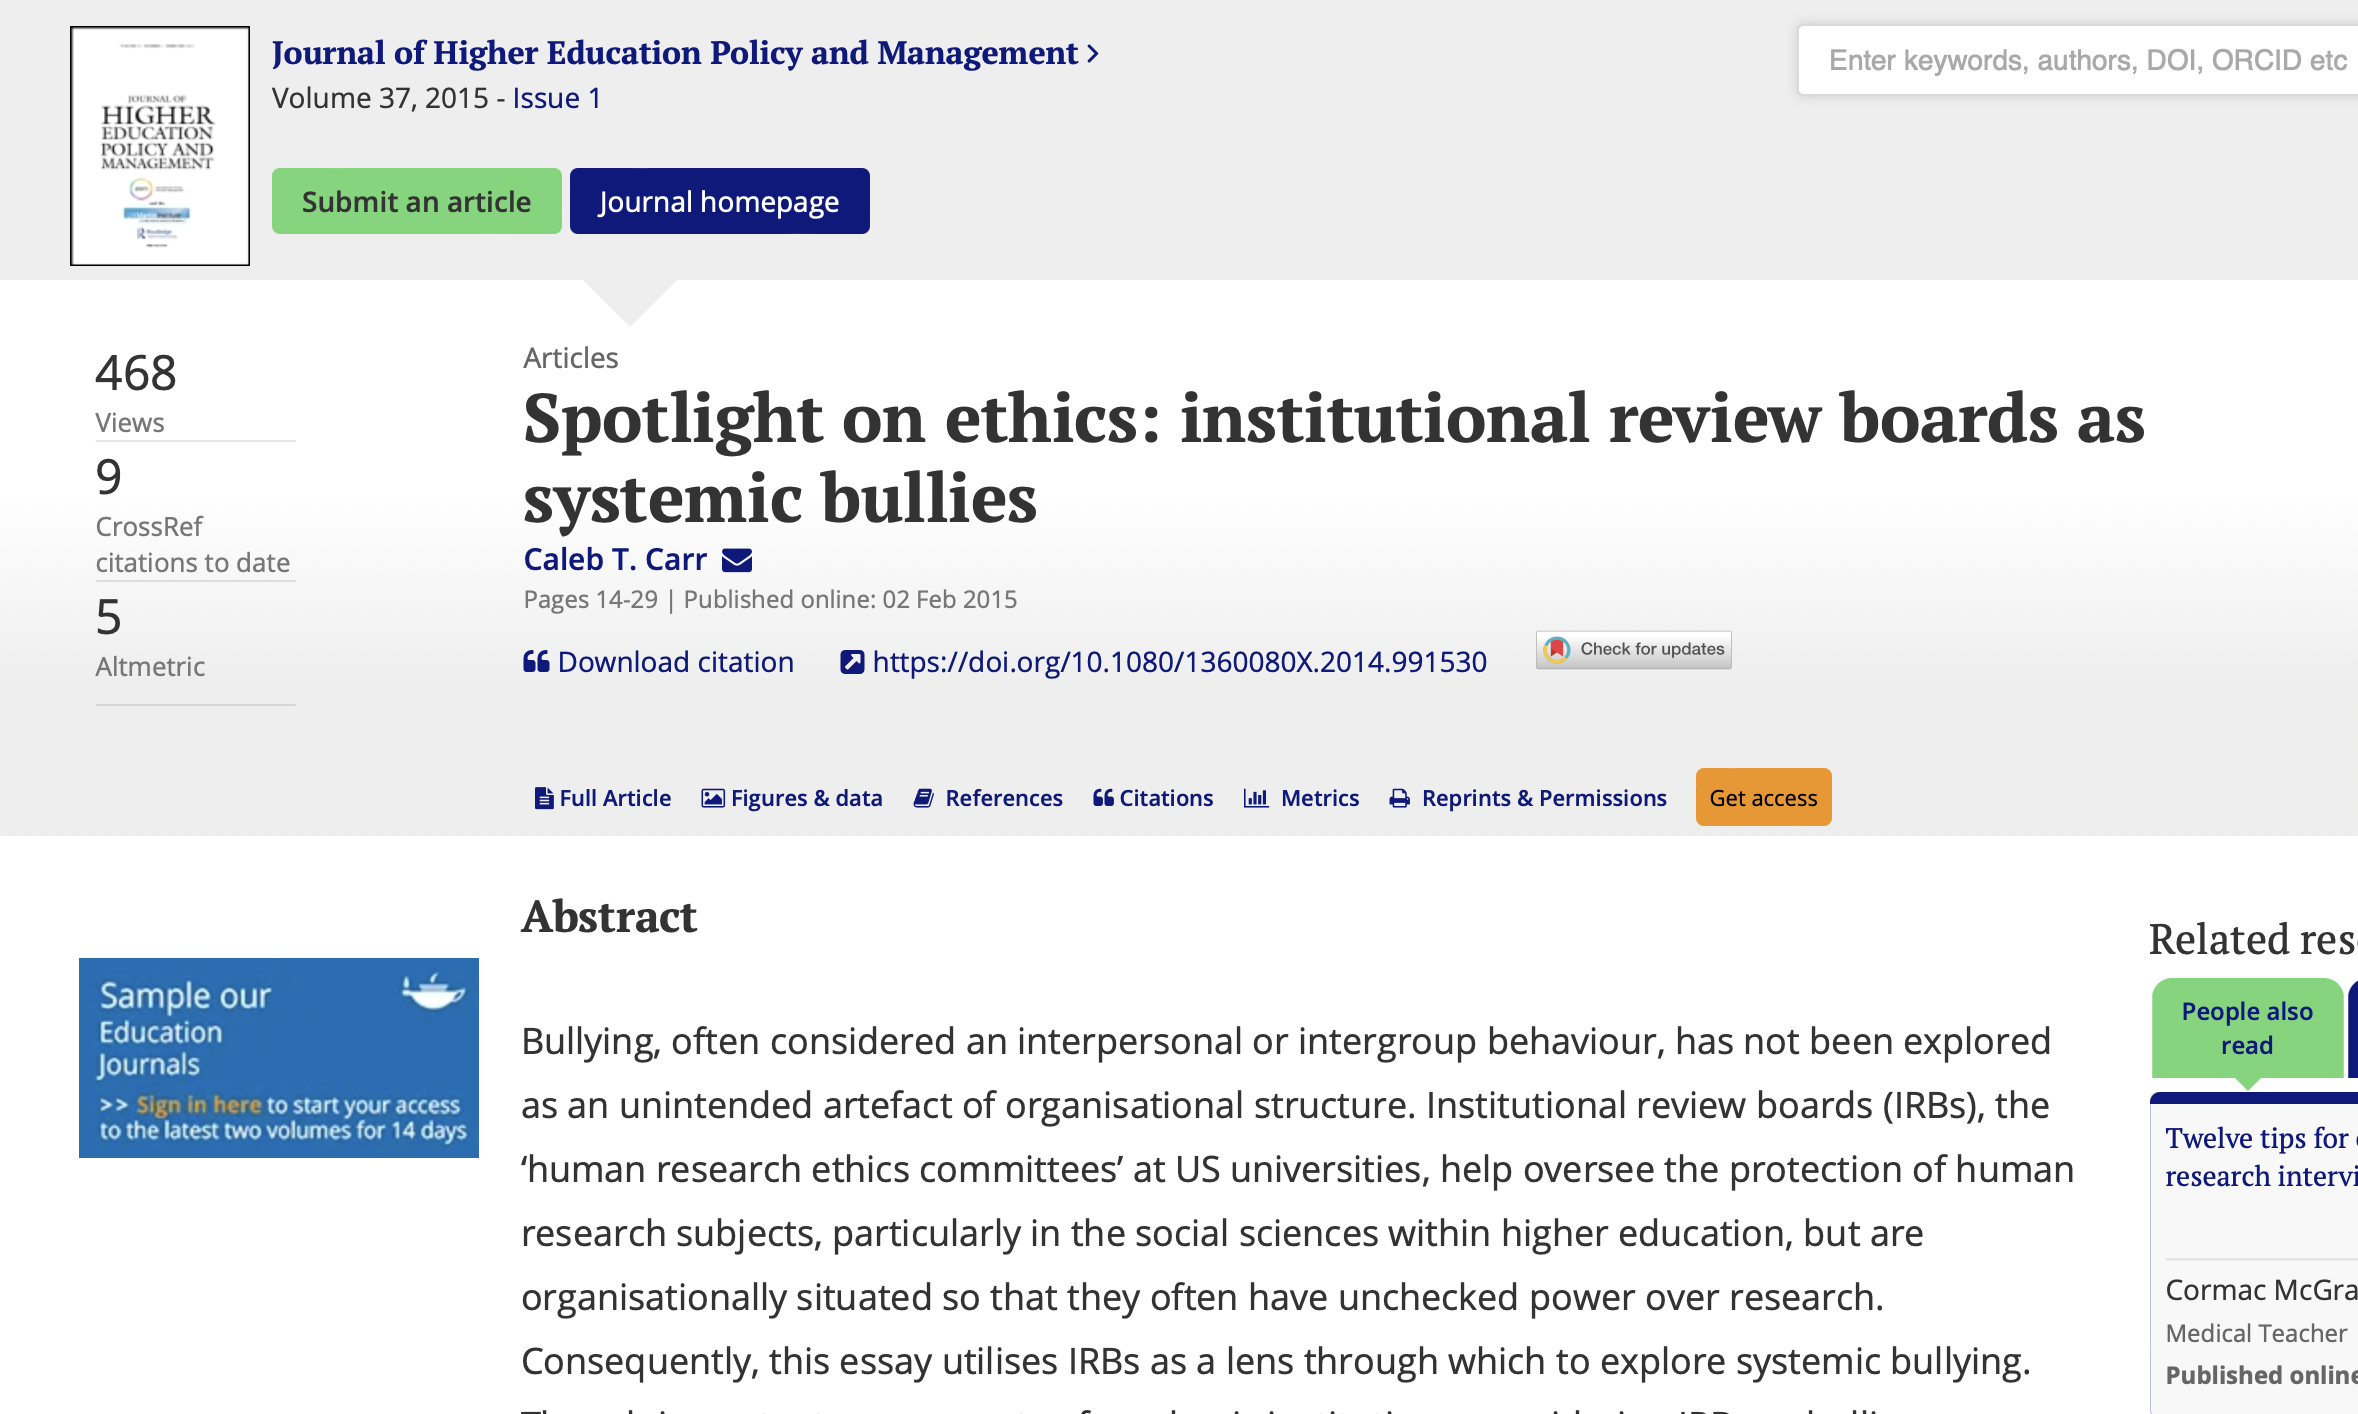 JOURNAL OF
HIGHER
EDUCATION
POLICY AND
MANAGEMENT
Journal of Higher Education Policy and Management >
Volume 37, 2015 - Issue 1
Submit an article
Journal homepage
Enter keywords, authors, DOI, ORCID etc
468
Views
9
CrossRef
citations to date
5
Altmetric
Articles
Spotlight on ethics: institutional review boards as
systemic bullies
Caleb T. Carr
Pages 14-29 | Published online: 02 Feb 2015
Download citation
https://doi.org/10.1080/1360080X.2014.991530
Check for updates
Full Article
Figures & data
References
Citations
Metrics
Reprints & Permissions
Get access
Sample our
Education
Journals
>> Sign in here to start your access
to the latest two volumes for 14 days
Abstract
Bullying, often considered an interpersonal or intergroup behaviour, has not been explored
as an unintended artefact of organisational structure. Institutional review boards (IRBs), the
‘human research ethics committees’ at US universities, help oversee the protection of human
research subjects, particularly in the social sciences within higher education, but are
organisationally situated so that they often have unchecked power over research.
Consequently, this essay utilises IRBs as a lens through which to explore systemic bullying.
Related res
People also
read
Twelve tips for
research intervi
Cormac McGra
Medical Teacher
Published online